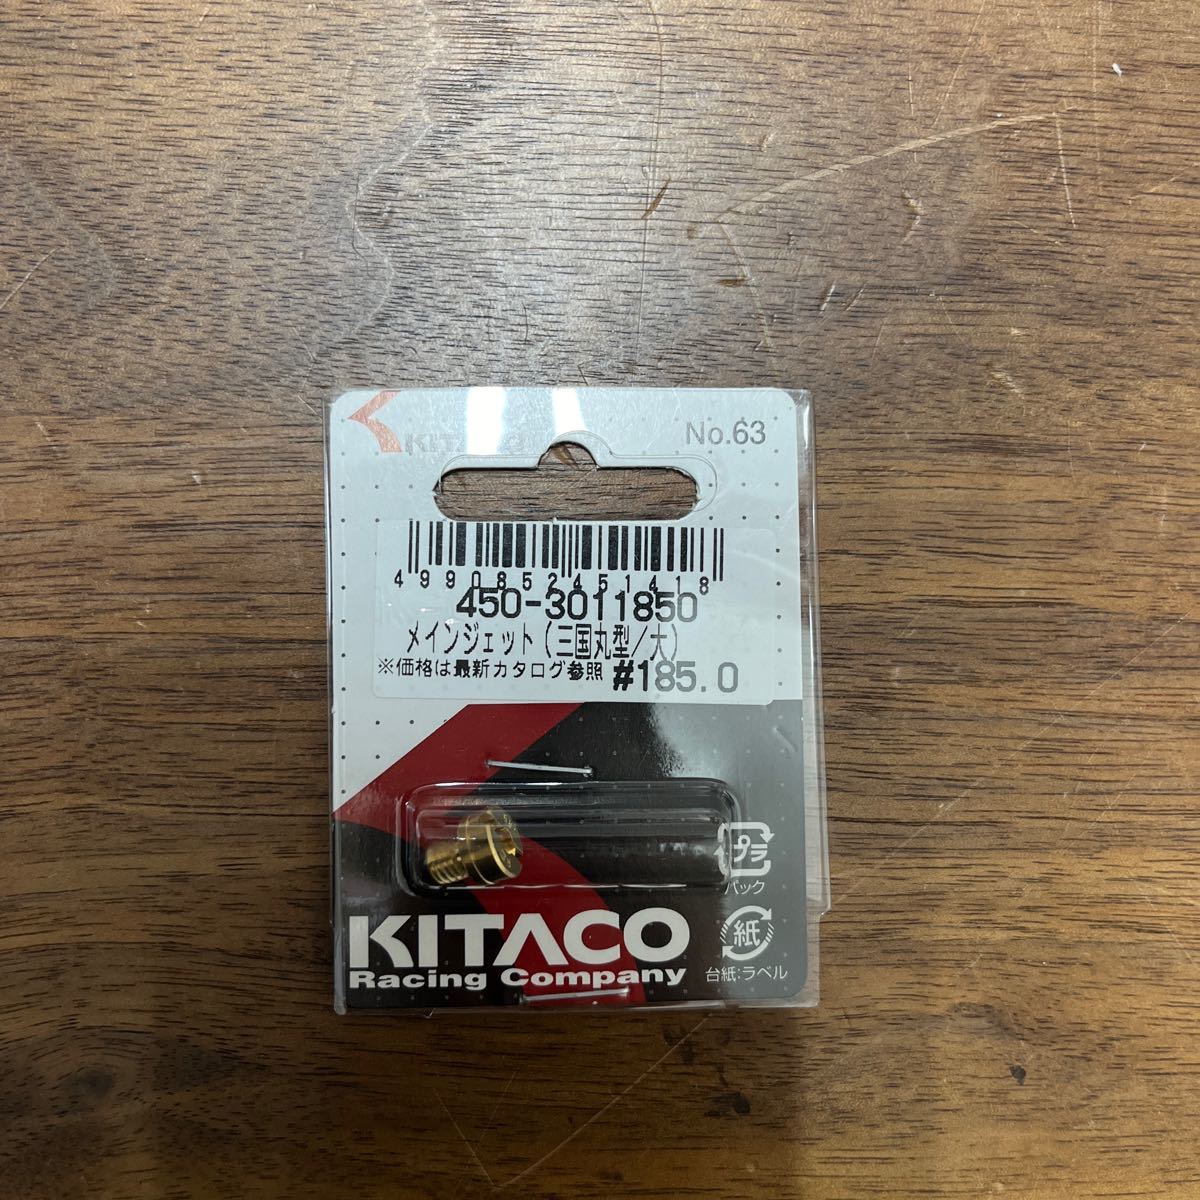 KITACO
No.63
4990852451418
450-3011850
メインジェット(三国丸型/大)
※価格は最新カタログ参照 #185.0
プラ
パック
KITACO
Racing Company
紙
台紙:ラベル